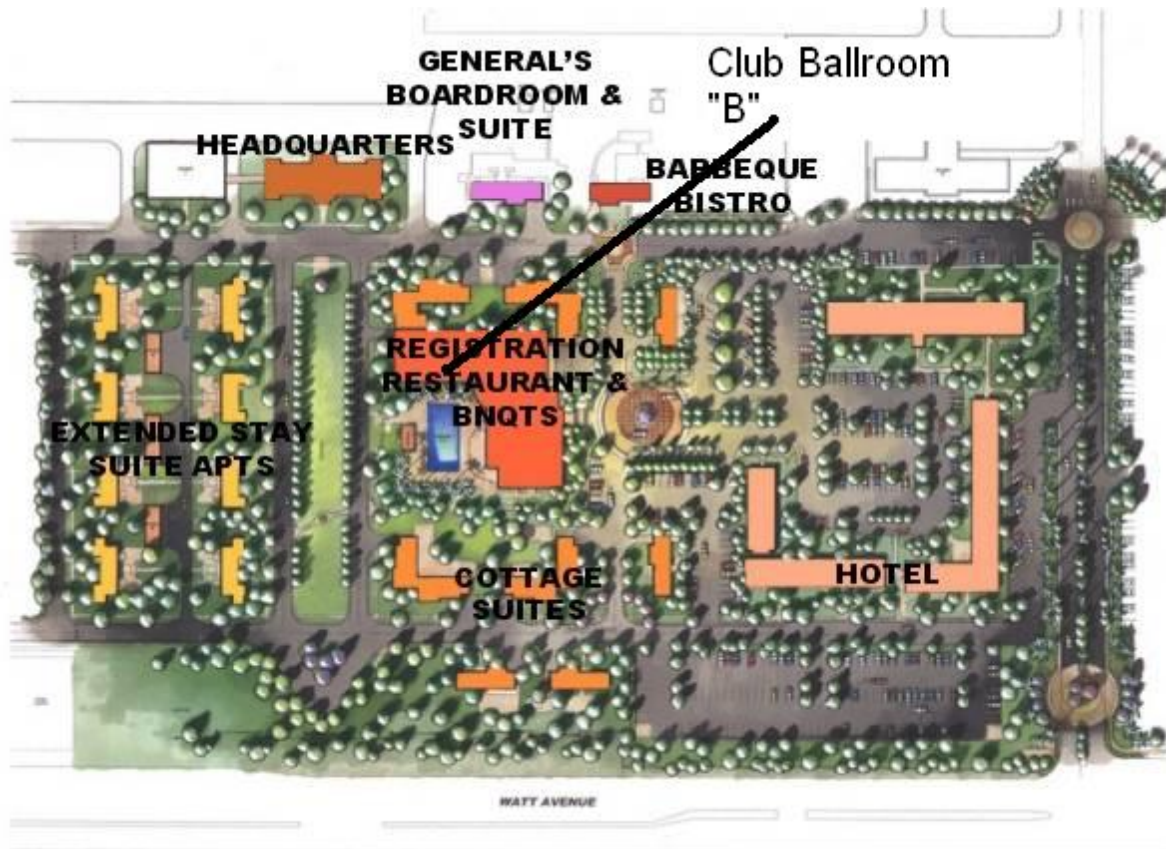 GENERAL'S
BOARDROOM &
SUITE
Club Ballroom
"B"
HEADQUARTERS
BARBEQUE
BISTRO
REGISTRATION
RESTAURANT &
BNQTS
EXTENDED STAY
SUITE APTS
COTTAGE
SUITES
HOTEL
WATT AVENUE